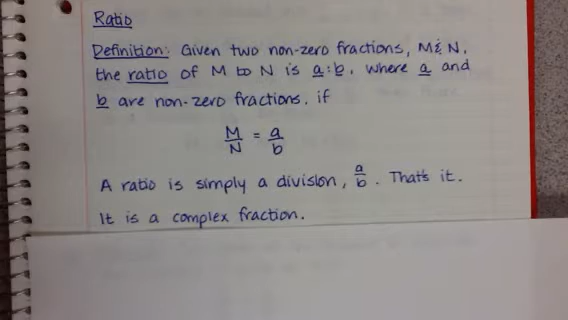 Ratio
Definition: Given two non-zero fractions, M & N,
the ratio of M to N is a:b, where a and
b are non-zero fractions, if
M/N = a/b
A ratio is simply a division, a/b. That's it.
It is a complex fraction.